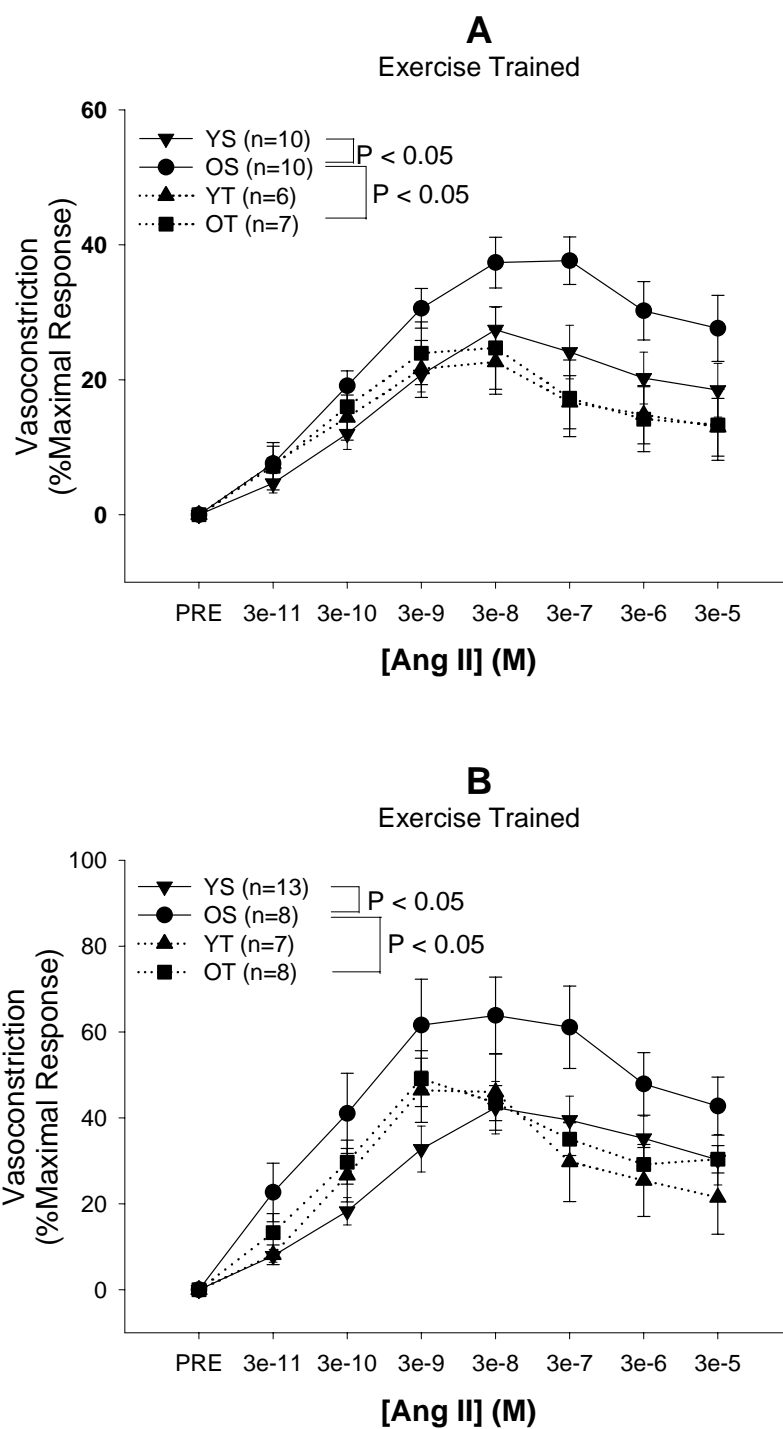 A
Exercise Trained
60
40
20
0
Vasoconstriction
(%Maximal Response)
YS (n=10)
OS (n=10)
YT (n=6)
OT (n=7)
P < 0.05
P < 0.05
PRE 3e-11 3e-10 3e-9 3e-8 3e-7 3e-6 3e-5
[Ang II] (M)
B
Exercise Trained
100
80
60
40
20
0
Vasoconstriction
(%Maximal Response)
YS (n=13)
OS (n=8)
YT (n=7)
OT (n=8)
P < 0.05
P < 0.05
PRE 3e-11 3e-10 3e-9 3e-8 3e-7 3e-6 3e-5
[Ang II] (M)